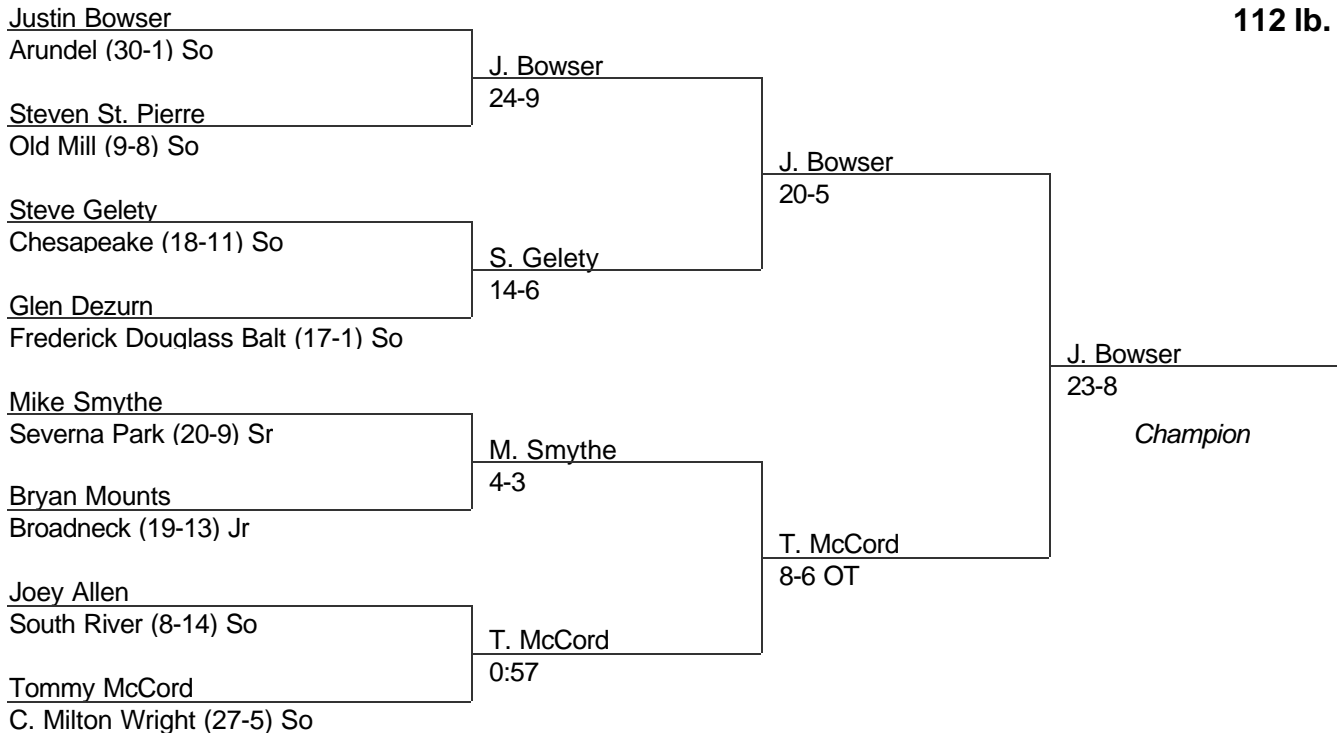 112 lb.
Justin Bowser
Arundel (30-1) So
Steven St. Pierre
Old Mill (9-8) So
Steve Gelety
Chesapeake (18-11) So
Glen Dezurn
Frederick Douglass Balt (17-1) So
Mike Smythe
Severna Park (20-9) Sr
Bryan Mounts
Broadneck (19-13) Jr
Joey Allen
South River (8-14) So
Tommy McCord
C. Milton Wright (27-5) So
J. Bowser
24-9
S. Gelety
14-6
M. Smythe
4-3
T. McCord
0:57
J. Bowser
20-5
T. McCord
8-6 OT
J. Bowser
23-8
Champion